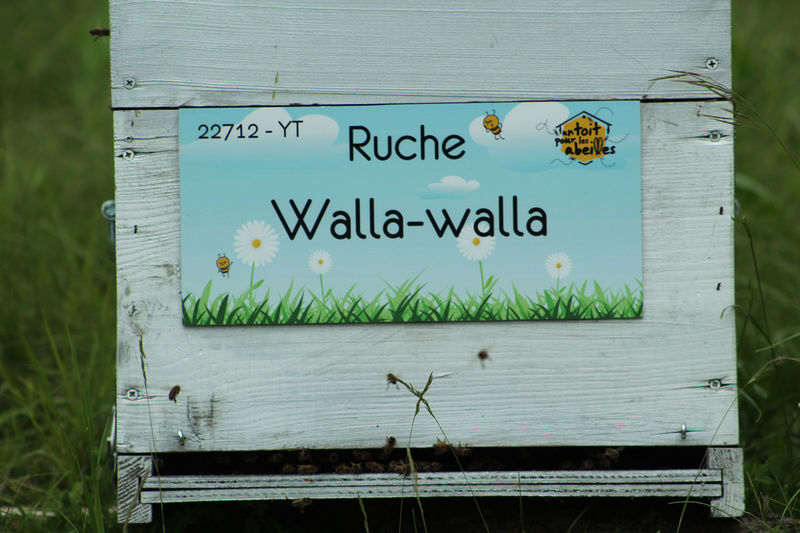 22712 - YT
Ruche
un toit
pour les
abeilles
Walla-walla